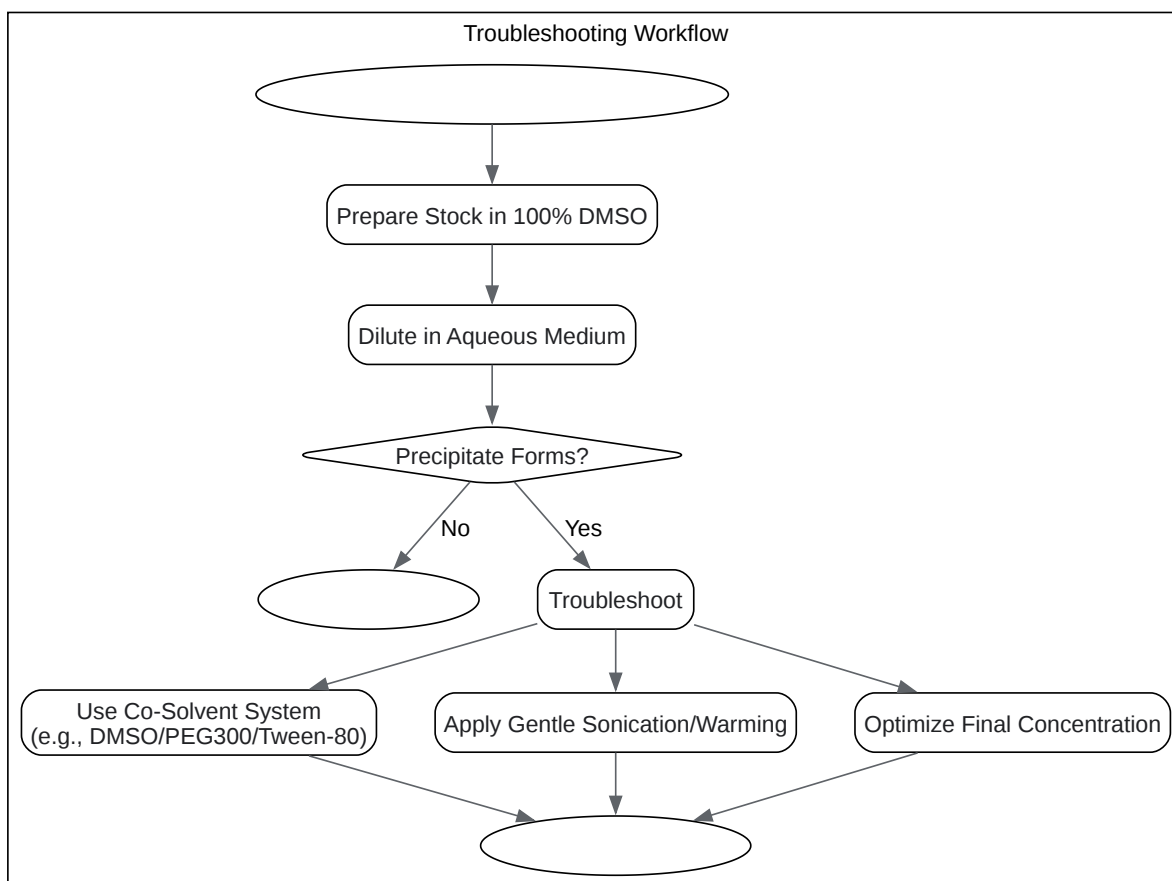 Troubleshooting Workflow
Prepare Stock in 100% DMSO
Dilute in Aqueous Medium
Precipitate Forms?
No
Yes
Troubleshoot
Use Co-Solvent System
(e.g., DMSO/PEG300/Tween-80)
Apply Gentle Sonication/Warming
Optimize Final Concentration